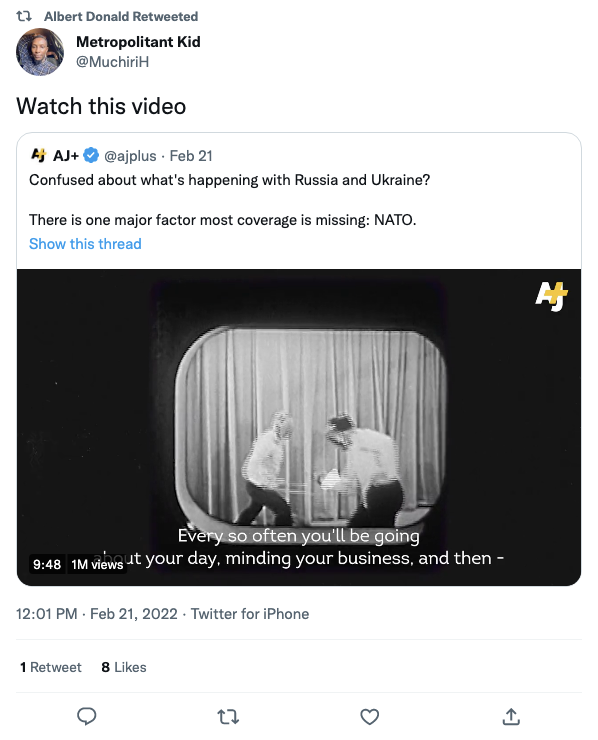 Albert Donald Retweeted
Metropolitant Kid
@MuchiriH
Watch this video
AJ+ @ajplus · Feb 21
Confused about what's happening with Russia and Ukraine?
There is one major factor most coverage is missing: NATO.
Show this thread
AJ+
Every so often you'll be going
about your day, minding your business, and then -
9:48 1M views
12:01 PM · Feb 21, 2022 · Twitter for iPhone
1 Retweet 8 Likes